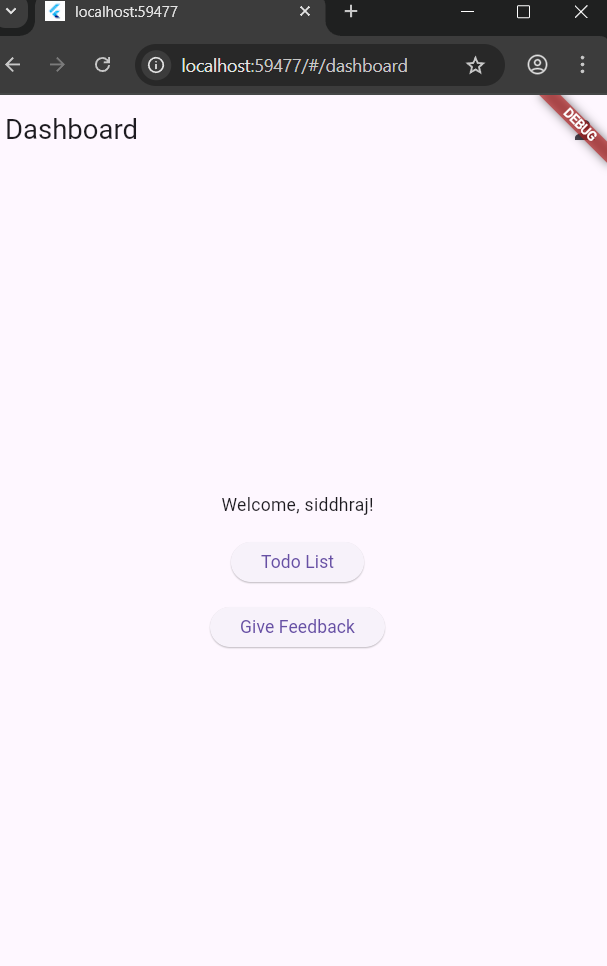 localhost:59477
localhost:59477/#/dashboard
Dashboard
DEBUG
Welcome, siddhraj!
Todo List
Give Feedback